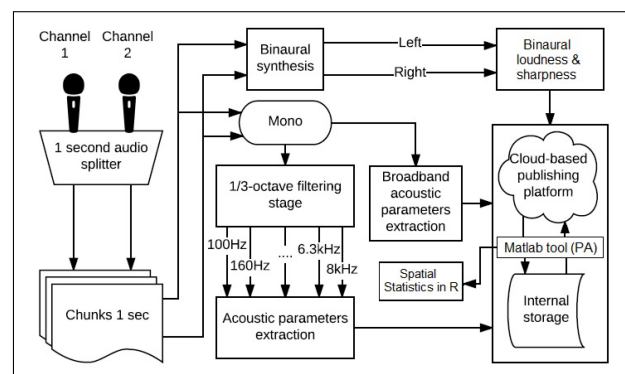 Channel
1
Channel
2
1 second audio
splitter
Chunks 1 sec
Binaural
synthesis
Left
Right
Binaural
loudness &
sharpness
Mono
1/3-octave filtering
stage
100Hz
160Hz
....
6.3kHz
8kHz
Acoustic parameters
extraction
Broadband
acoustic
parameters
extraction
Cloud-based
publishing
platform
Matlab tool (PA)
Spatial
Statistics in R
Internal
storage